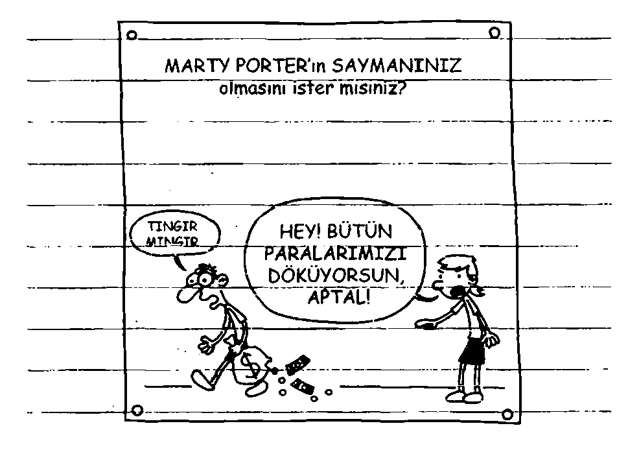 MARTY PORTER'ın SAYMANINIZ
olmasını ister misiniz?
TINGIR
MINGIR
HEY! BÜTÜN
PARALARIMIZI
DÖKÜYORSUN,
APTAL!
$